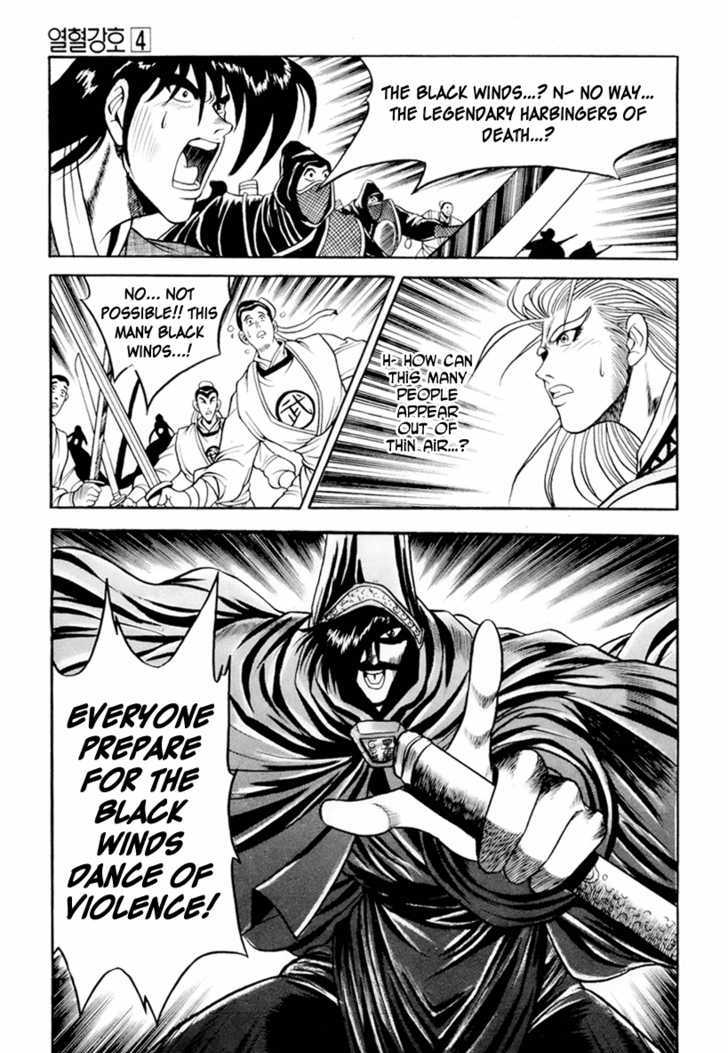 열혈강호 4
THE BLACK WINDS...? N- NO WAY...
THE LEGENDARY HARBINGERS OF
DEATH...?
NO... NOT
POSSIBLE!! THIS
MANY BLACK
WINDS...!
H- HOW CAN
THIS MANY
PEOPLE
APPEAR
OUT OF
THIN AIR...?
EVERYONE
PREPARE
FOR THE
BLACK
WINDS
DANCE OF
VIOLENCE!